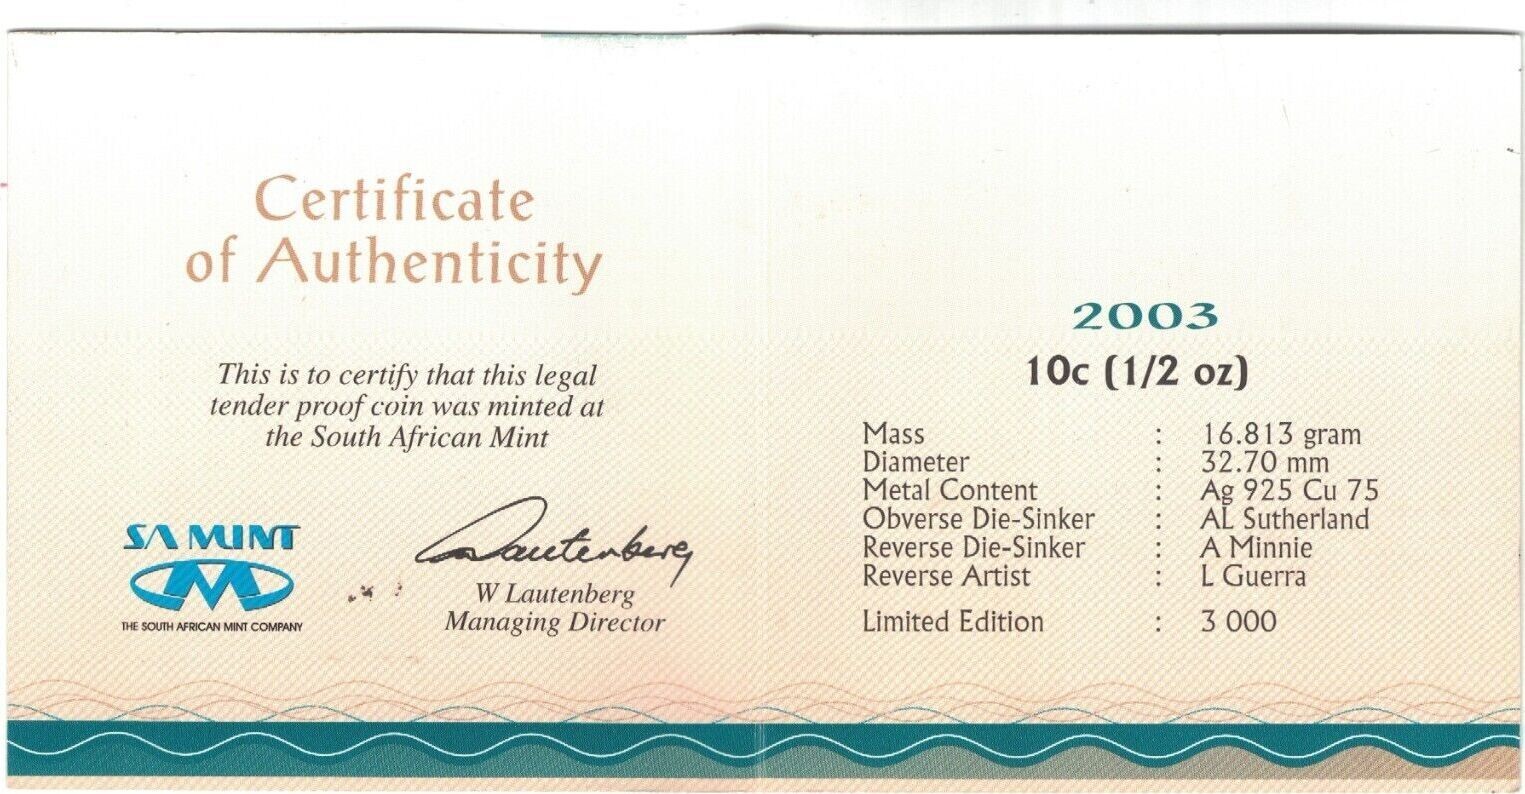 Certificate
of Authenticity
This is to certify that this legal
tender proof coin was minted at
the South African Mint
SA MINT
THE SOUTH AFRICAN MINT COMPANY
Lautenberg
W Lautenberg
Managing Director
2003
10c (1/2 oz)
Mass : 16.813 gram
Diameter : 32.70 mm
Metal Content : Ag 925 Cu 75
Obverse Die-Sinker : AL Sutherland
Reverse Die-Sinker : A Minnie
Reverse Artist : L Guerra
Limited Edition : 3 000